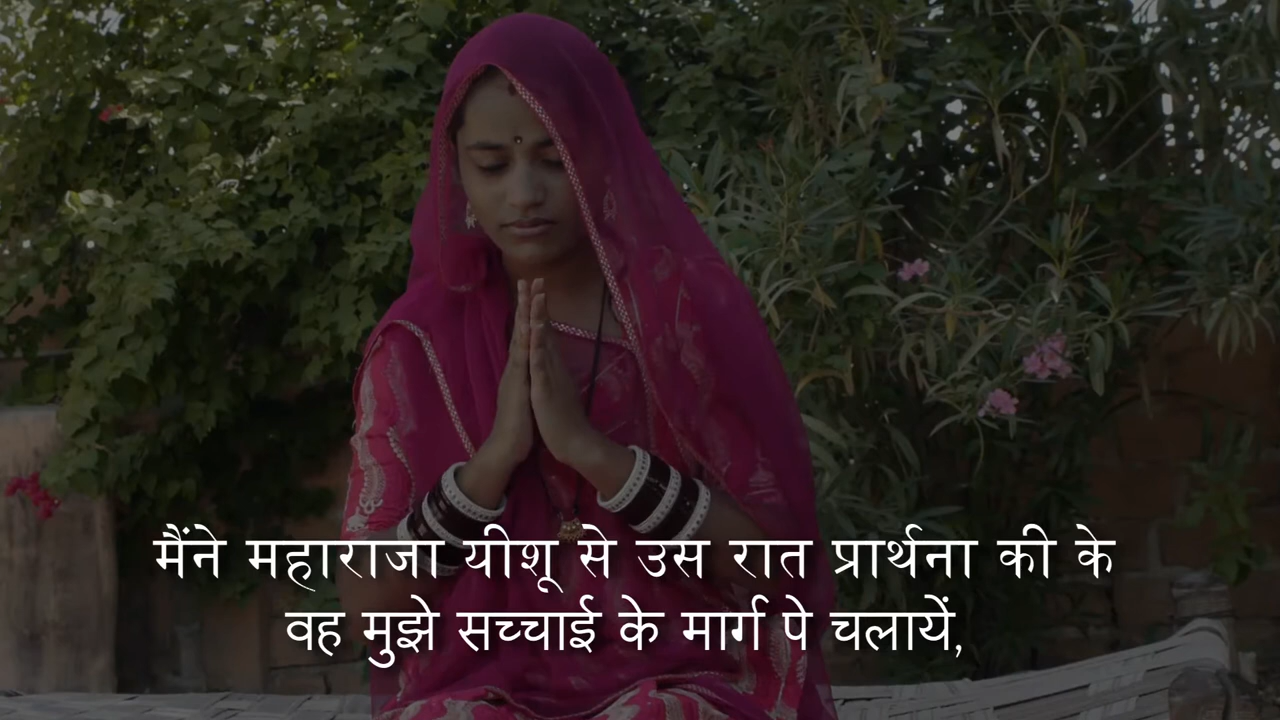 मैंने महाराजा यीशू से उस रात प्रार्थना की के
वह मुझे सच्चाई के मार्ग पे चलायें,